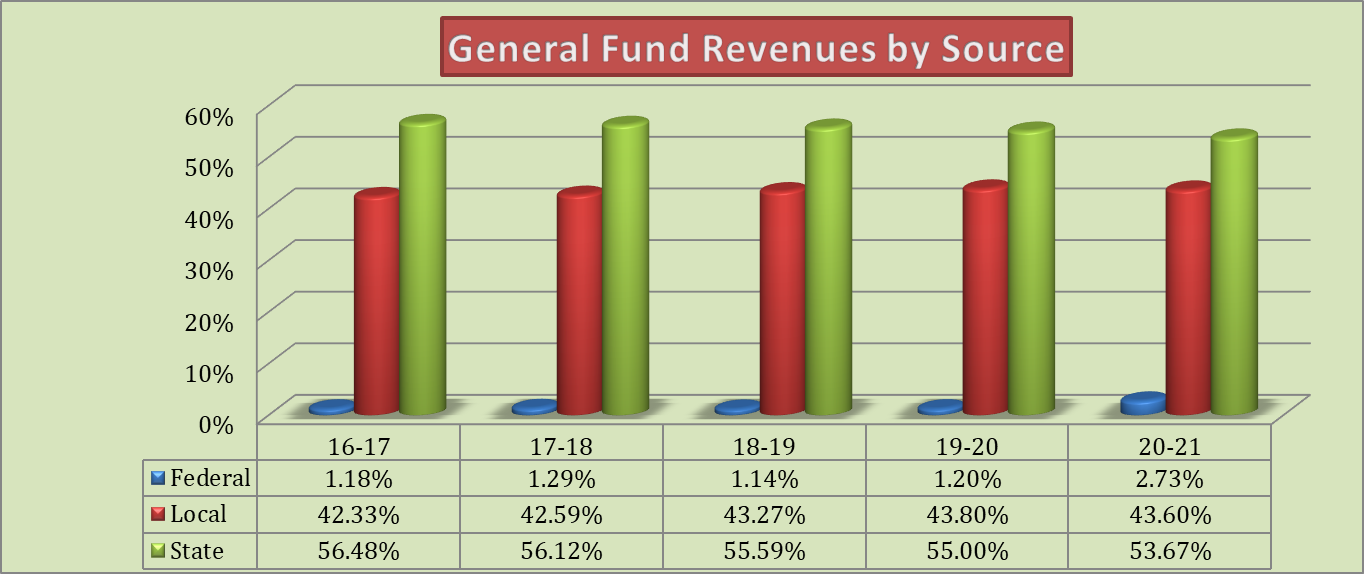 General Fund Revenues by Source
60%
50%
40%
30%
20%
10%
0%
16-17 17-18 18-19 19-20 20-21
Federal 1.18% 1.29% 1.14% 1.20% 2.73%
Local 42.33% 42.59% 43.27% 43.80% 43.60%
State 56.48% 56.12% 55.59% 55.00% 53.67%